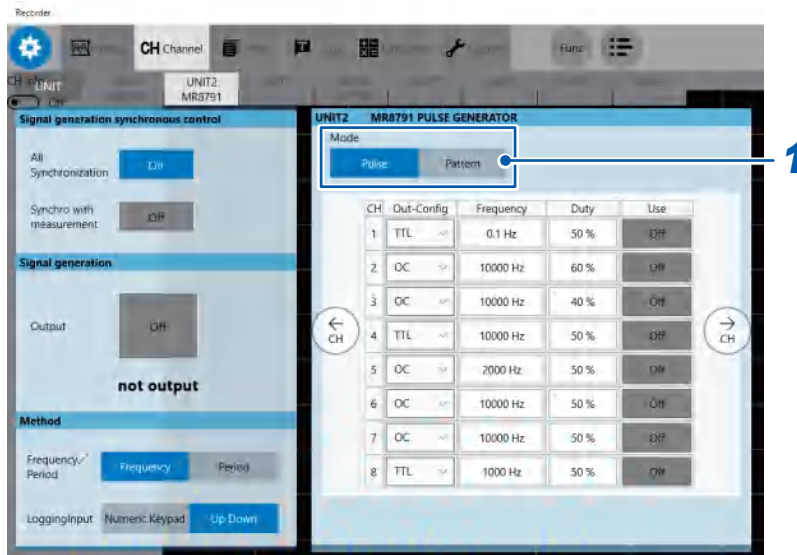 Recorder
CH Channel
Func
UNIT
On
UNIT2
MR8791
Signal generation synchronous control
All Synchronization
On
Synchro with measurement
Off
Signal generation
Output
Off
not output
Method
Frequency/ Period
Frequency
Period
LoggingInput
Numeric Keypad
Up Down
UNIT2 MR8791 PULSE GENERATOR
Mode
Pulse
Pattern
1
CH Out-Config Frequency Duty Use
1 TTL 0.1 Hz 50 % Off
2 OC 10000 Hz 60 % Off
3 OC 10000 Hz 40 % Off
4 TTL 10000 Hz 50 % Off
5 OC 2000 Hz 50 % Off
6 OC 10000 Hz 50 % Off
7 OC 10000 Hz 50 % Off
8 TTL 1000 Hz 50 % Off
← CH
→ CH